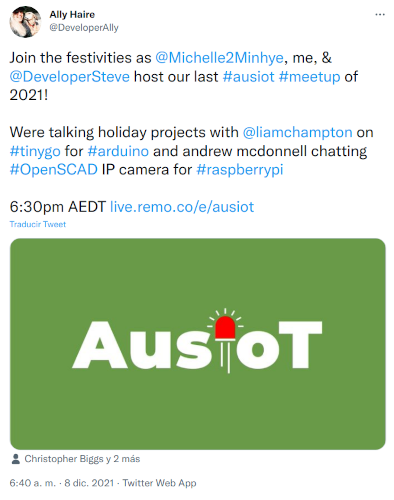 Ally Haire
@DeveloperAlly
Join the festivities as @Michelle2Minhye, me, &
@DeveloperSteve host our last #ausiot #meetup of
2021!
Were talking holiday projects with @liamchampton on
#tinygo for #arduino and andrew mcdonnell chatting
#OpenSCAD IP camera for #raspberrypi
6:30pm AEDT live.remo.co/e/ausiot
Traducir Tweet
AusIoT
Christopher Biggs y 2 más
6:40 a. m. · 8 dic. 2021 · Twitter Web App